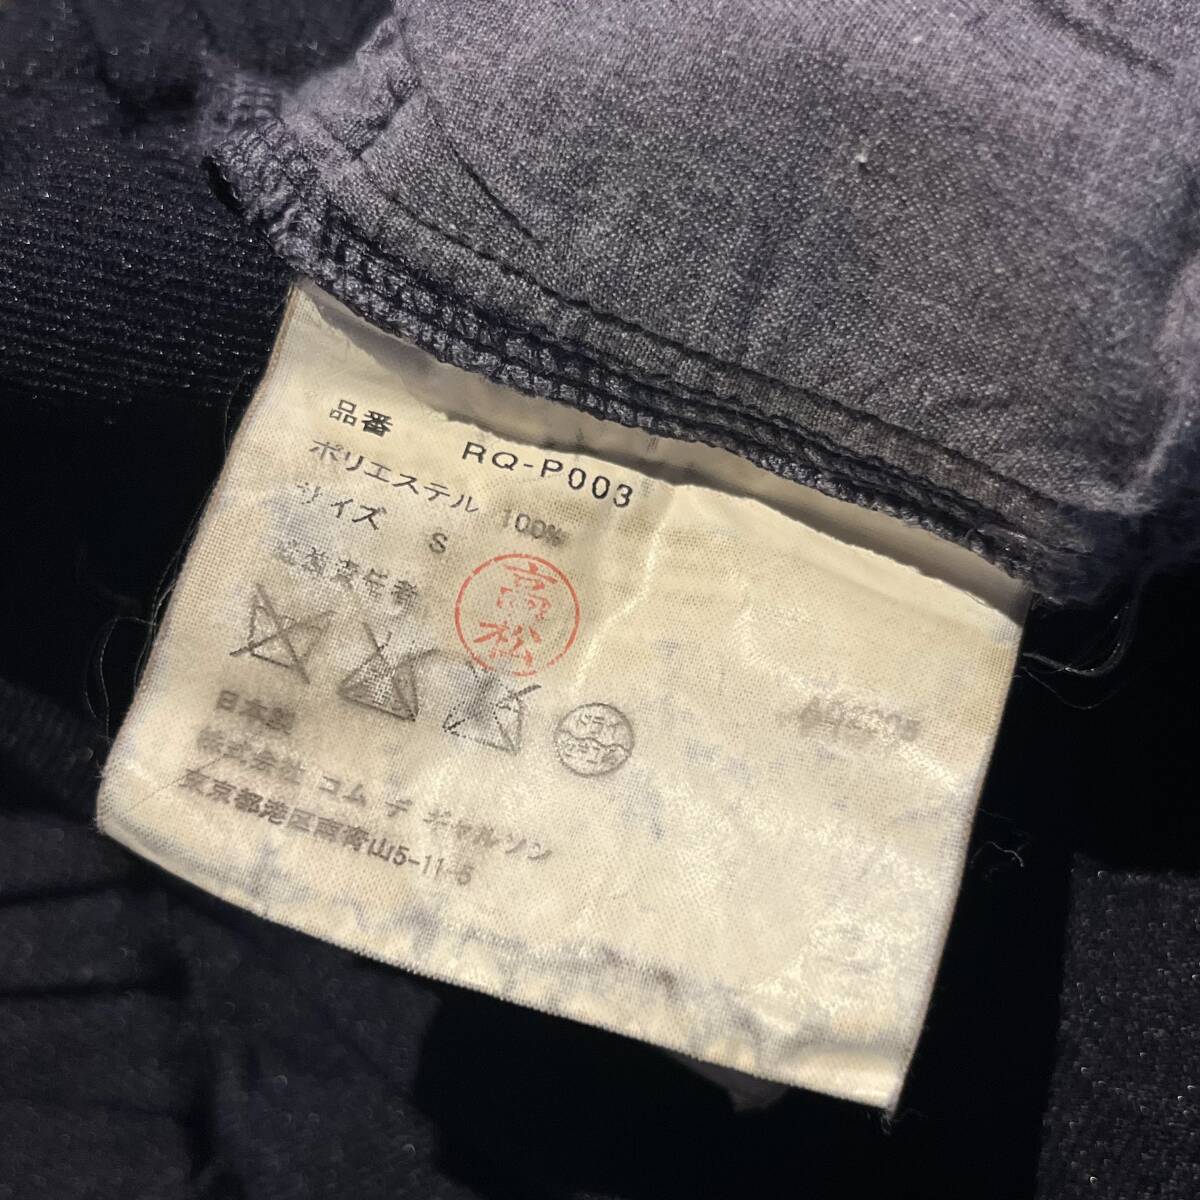 品番 RQ-P003
ポリエステル 100%
サイズ S
高松
日本製
株式会社 コム デ ギャルソン
東京都港区南青山5-11-5